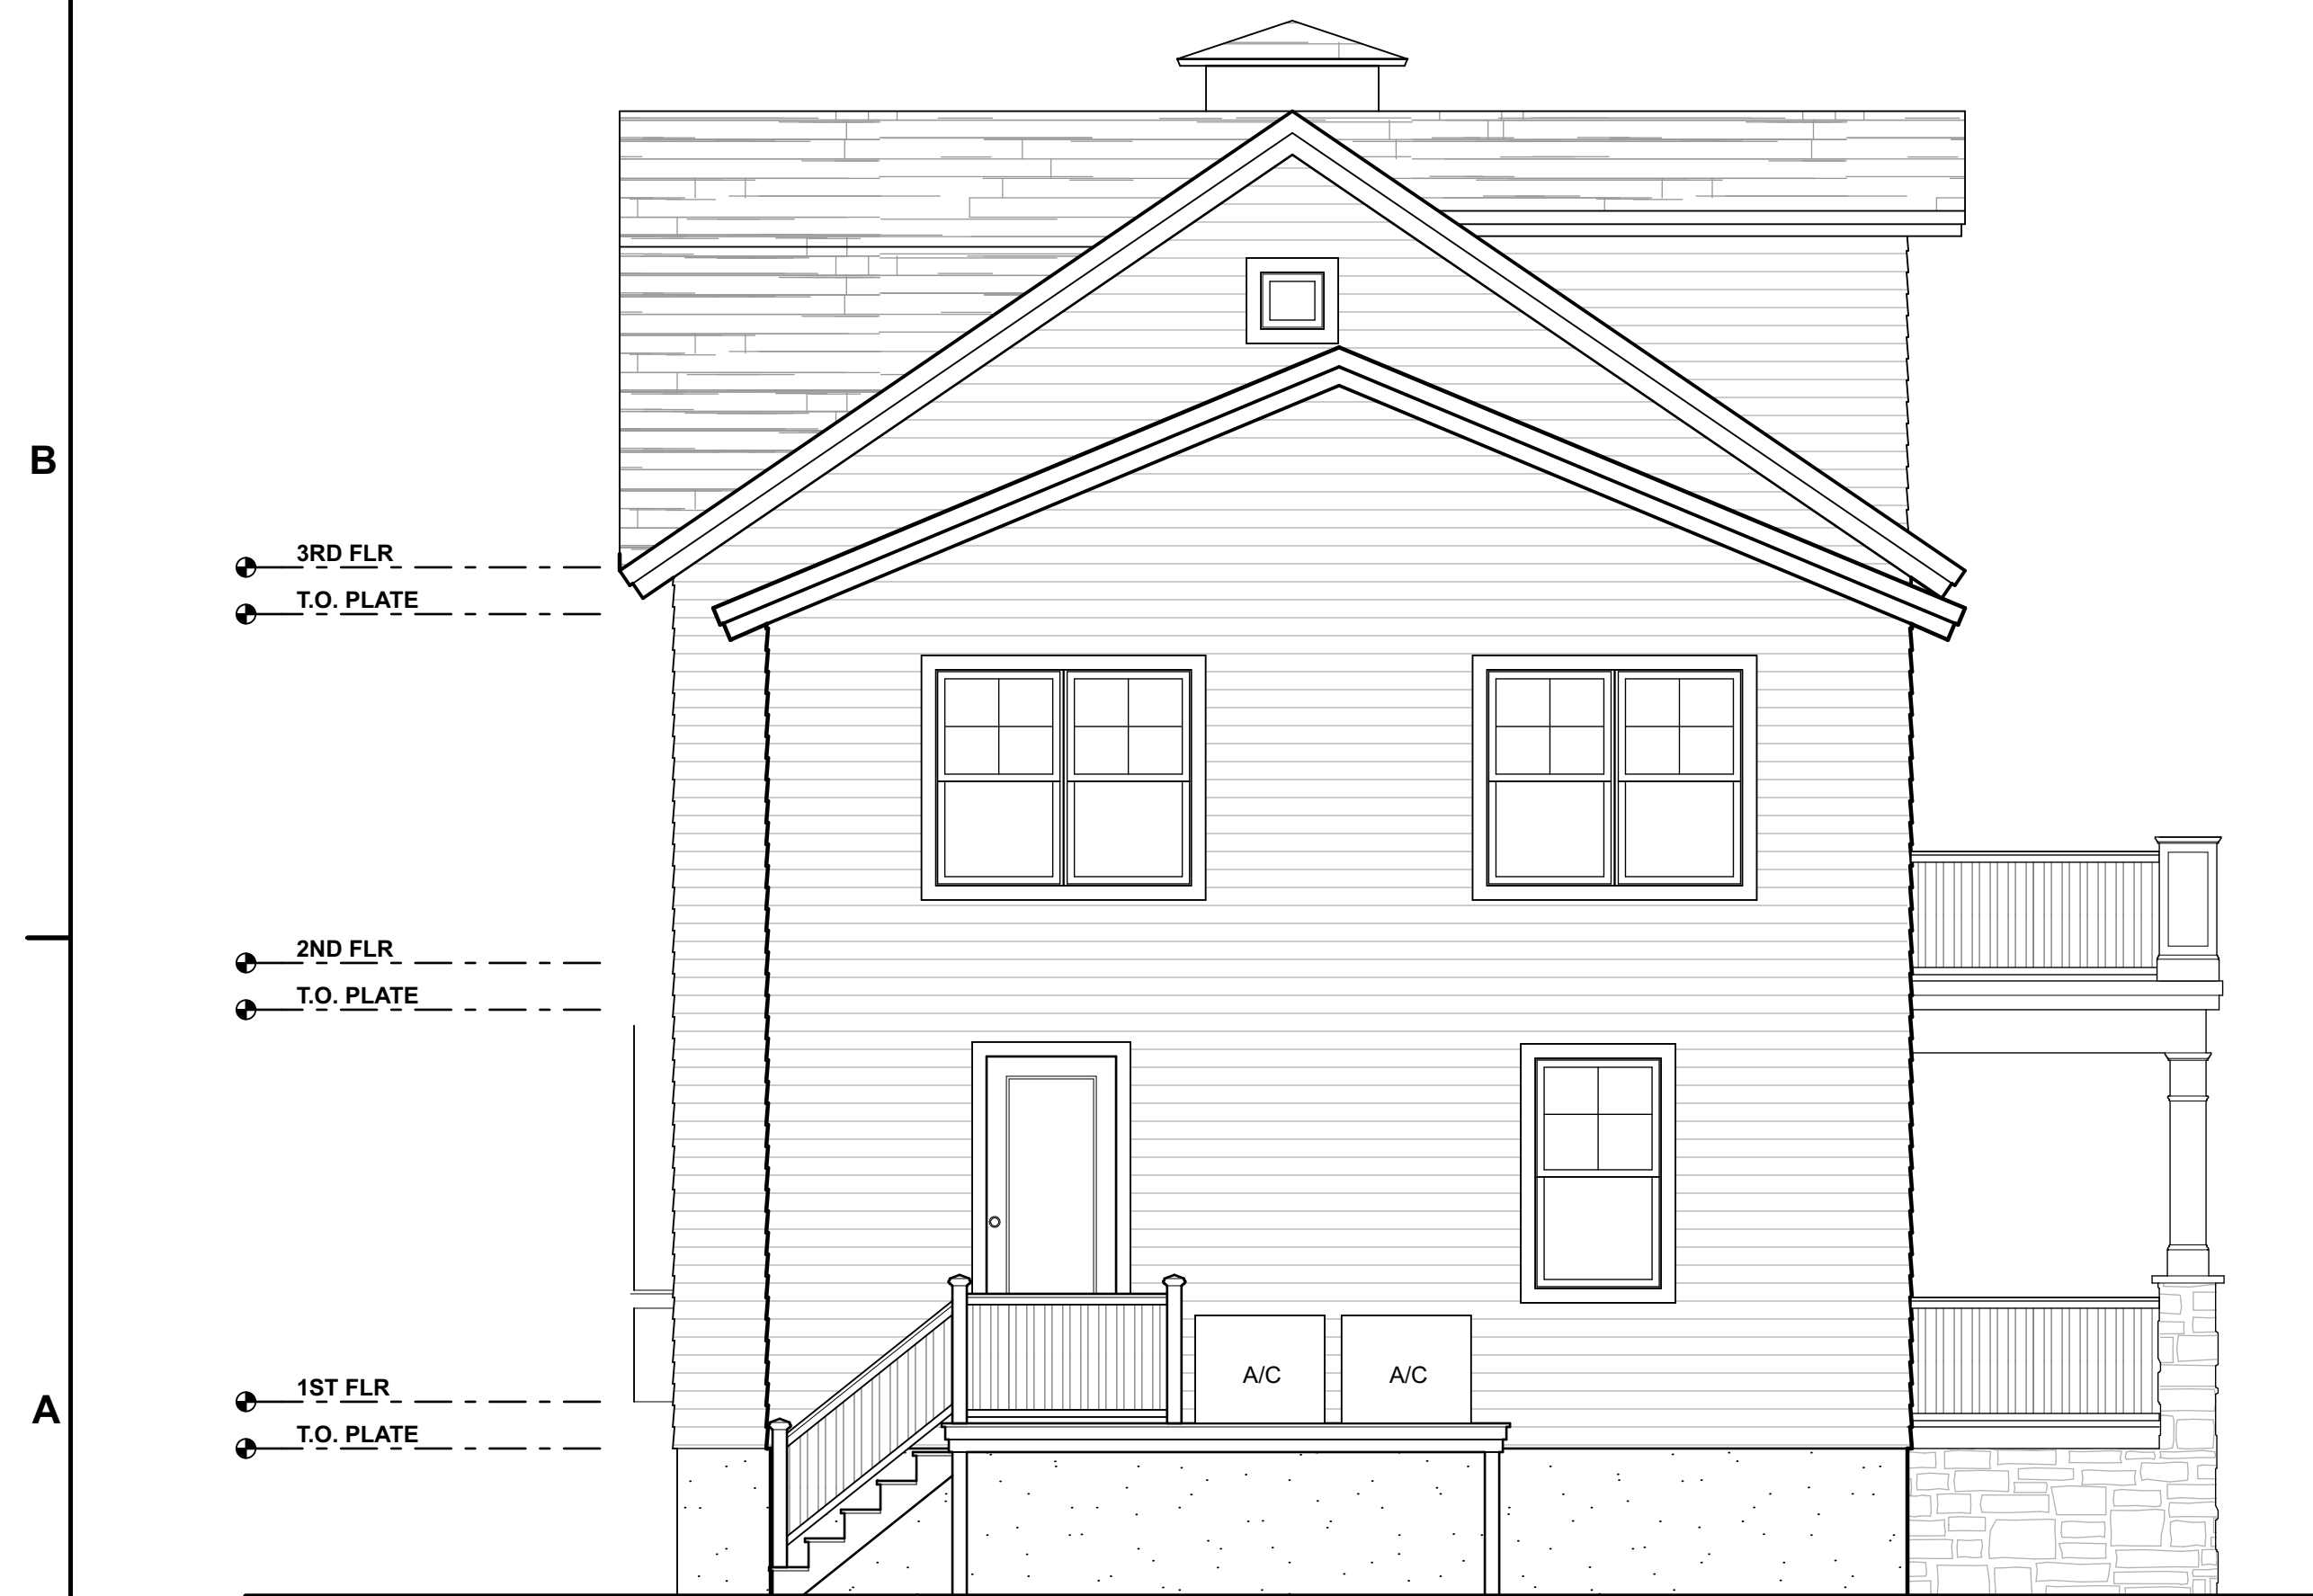 B
3RD FLR
T.O. PLATE
2ND FLR
T.O. PLATE
A/C A/C
1ST FLR
A
T.O. PLATE